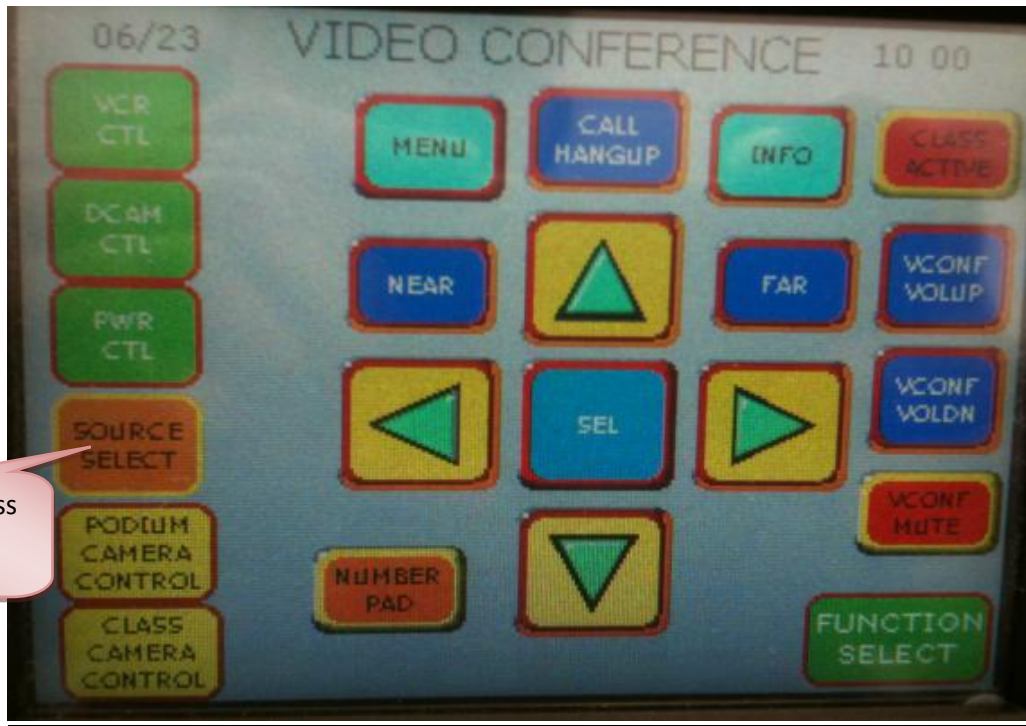 06/23
VIDEO CONFERENCE
10 00
VCR
CTL
MENU
CALL
HANGUP
INFO
CLASS
ACTIVE
DCAM
CTL
NEAR
FAR
VCONF
VOLUP
PWR
CTL
SOURCE
SELECT
SEL
VCONF
VOLDN
VCONF
MUTE
PODIUM
CAMERA
CONTROL
NUMBER
PAD
CLASS
CAMERA
CONTROL
FUNCTION
SELECT